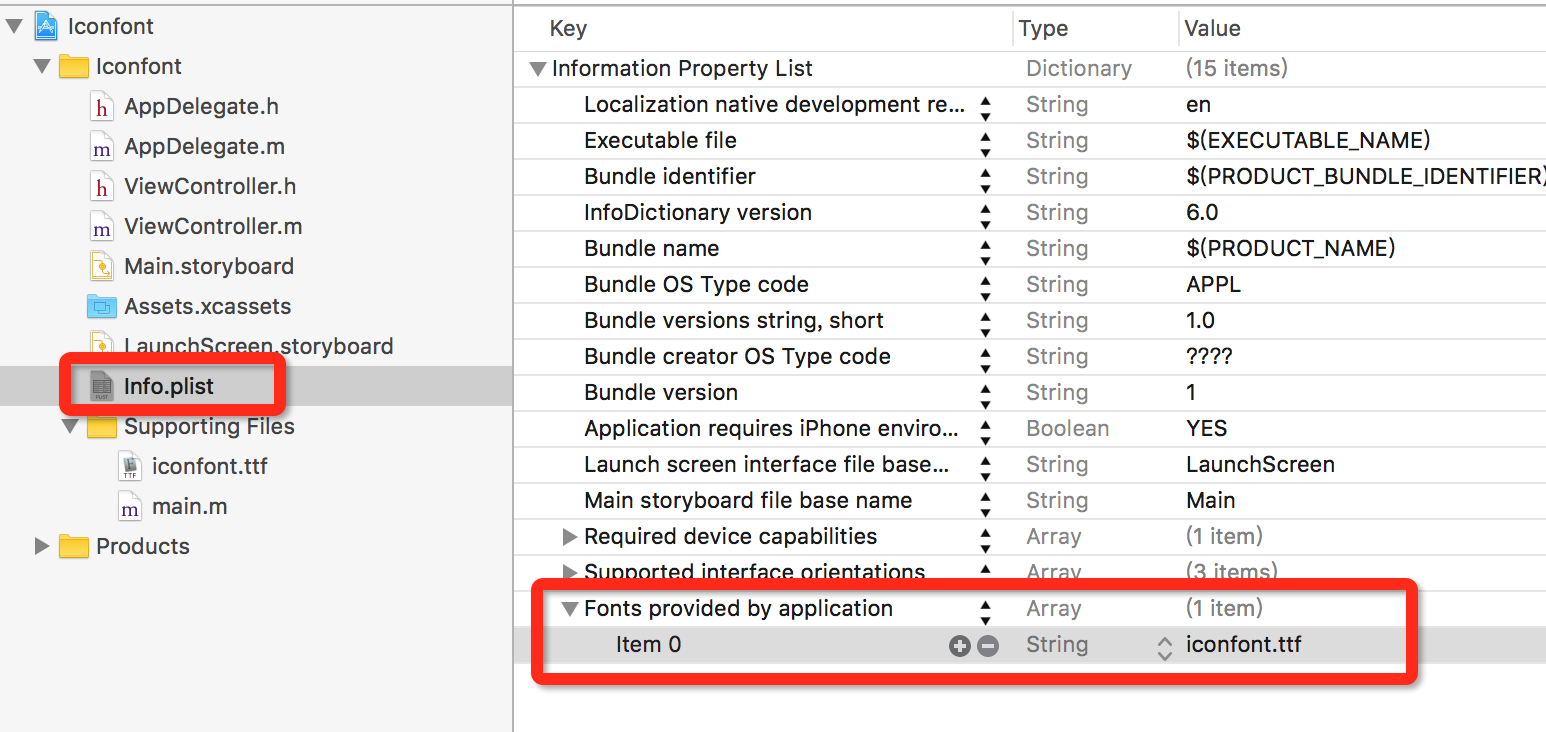 Iconfont
Iconfont
AppDelegate.h
AppDelegate.m
ViewController.h
ViewController.m
Main.storyboard
Assets.xcassets
LaunchScreen.storyboard
Info.plist
Supporting Files
iconfont.ttf
main.m
Products
Key Type Value
Information Property List Dictionary (15 items)
Localization native development re... String en
Executable file String $(EXECUTABLE_NAME)
Bundle identifier String $(PRODUCT_BUNDLE_IDENTIFIER)
InfoDictionary version String 6.0
Bundle name String $(PRODUCT_NAME)
Bundle OS Type code String APPL
Bundle versions string, short String 1.0
Bundle creator OS Type code String ????
Bundle version String 1
Application requires iPhone enviro... Boolean YES
Launch screen interface file base... String LaunchScreen
Main storyboard file base name String Main
Required device capabilities Array (1 item)
Supported interface orientations Array (3 items)
Fonts provided by application Array (1 item)
Item 0 String iconfont.ttf